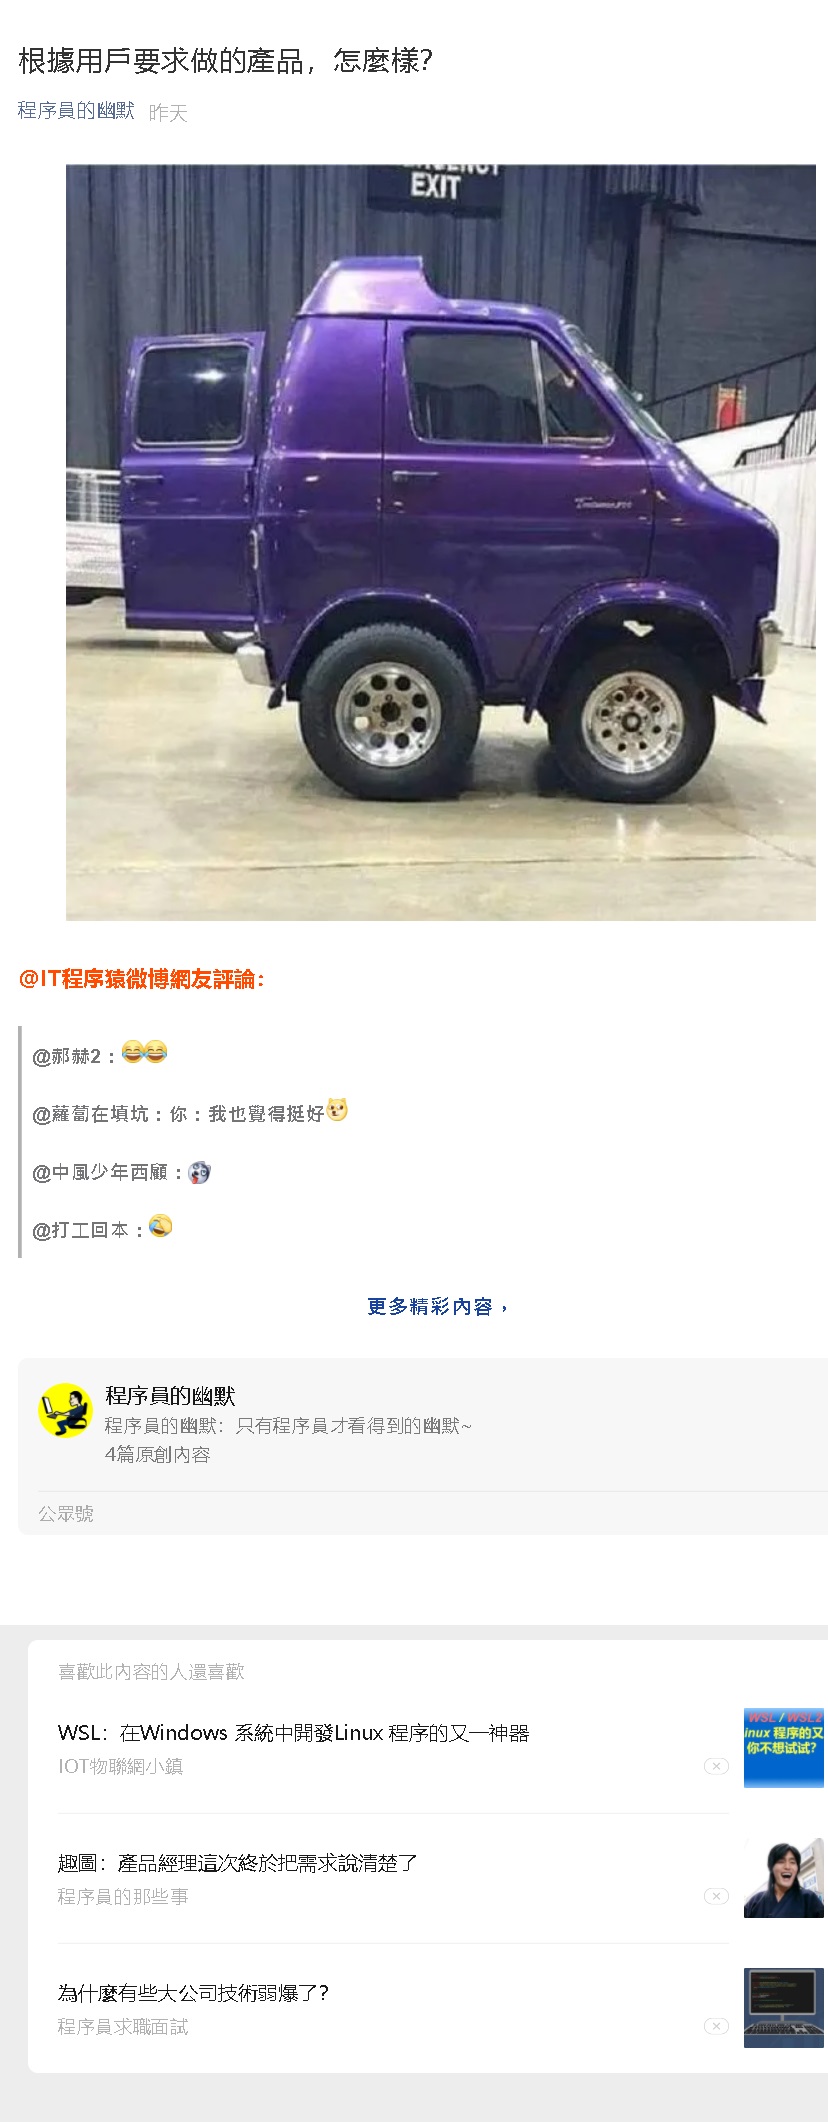 根據用戶要求做的產品，怎麼樣?
程序員的幽默 昨天
EXIT
@IT程序猿微博網友評論：
@郝赫2：😂😂
@蘿蔔在填坑：你：我也覺得挺好
@中風少年西顧：
@打工回本：🤣
更多精彩內容，
程序員的幽默
程序員的幽默：只有程序員才看得到的幽默~
4篇原創內容
公眾號
喜歡此內容的人還喜歡
WSL：在Windows 系統中開發Linux 程序的又一神器
IOT物聯網小鎮
WSL / WSL2
inux 程序的又
你不想试试?
趣圖：產品經理這次終於把需求說清楚了
程序員的那些事
為什麼有些大公司技術弱爆了?
程序員求職面試